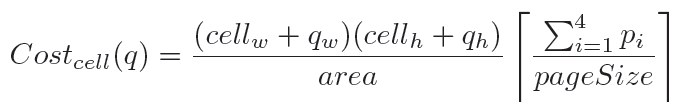 Cost_{cell}(q) = \frac{(cell_w + q_w)(cell_h + q_h)}{area} \left\lceil \frac{\sum_{i=1}^{4} p_i}{pageSize} \right\rceil